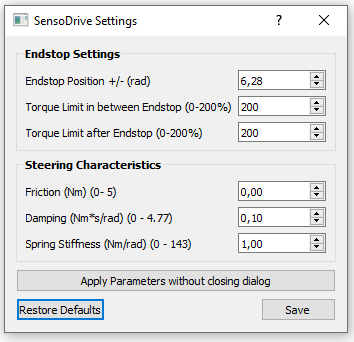 SensoDrive Settings
Endstop Settings
Endstop Position +/- (rad) 6,28
Torque Limit in between Endstop (0-200%) 200
Torque Limit after Endstop (0-200%) 200
Steering Characteristics
Friction (Nm) (0- 5) 0,00
Damping (Nm*s/rad) (0 - 4.77) 0,10
Spring Stiffness (Nm/rad) (0 - 143) 1,00
Apply Parameters without closing dialog
Restore Defaults Save